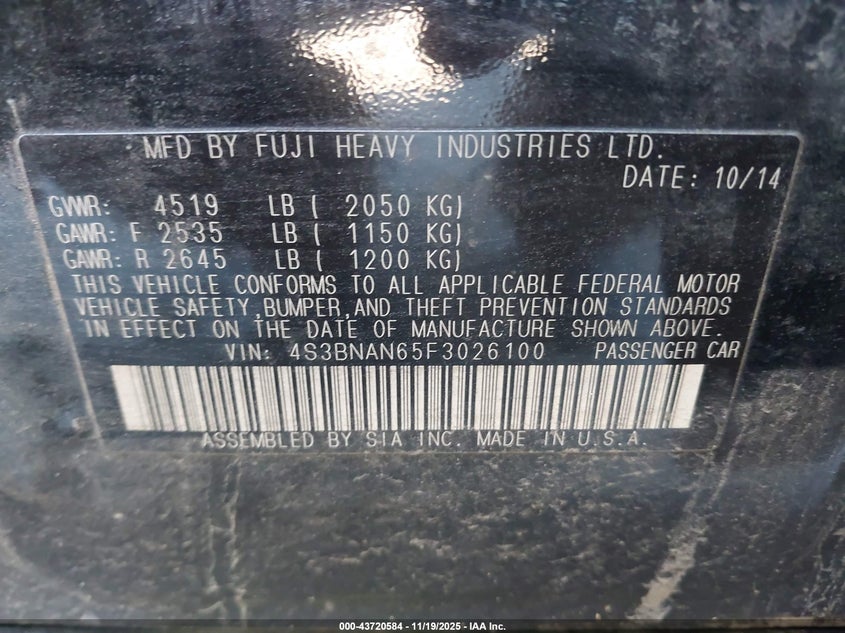 MFD BY FUJI HEAVY INDUSTRIES LTD.
DATE: 10/14
GVWR: 4519 LB ( 2050 KG)
GAWR: F 2535 LB ( 1150 KG)
GAWR: R 2645 LB ( 1200 KG)
THIS VEHICLE CONFORMS TO ALL APPLICABLE FEDERAL MOTOR
VEHICLE SAFETY,BUMPER,AND THEFT PREVENTION STANDARDS
IN EFFECT ON THE DATE OF MANUFACTURE SHOWN ABOVE.
VIN: 4S3BNAN65F3026100 PASSENGER CAR
ASSEMBLED BY SIA INC. MADE IN U.S.A.
000-43720584 - 11/19/2025 - IAA Inc.